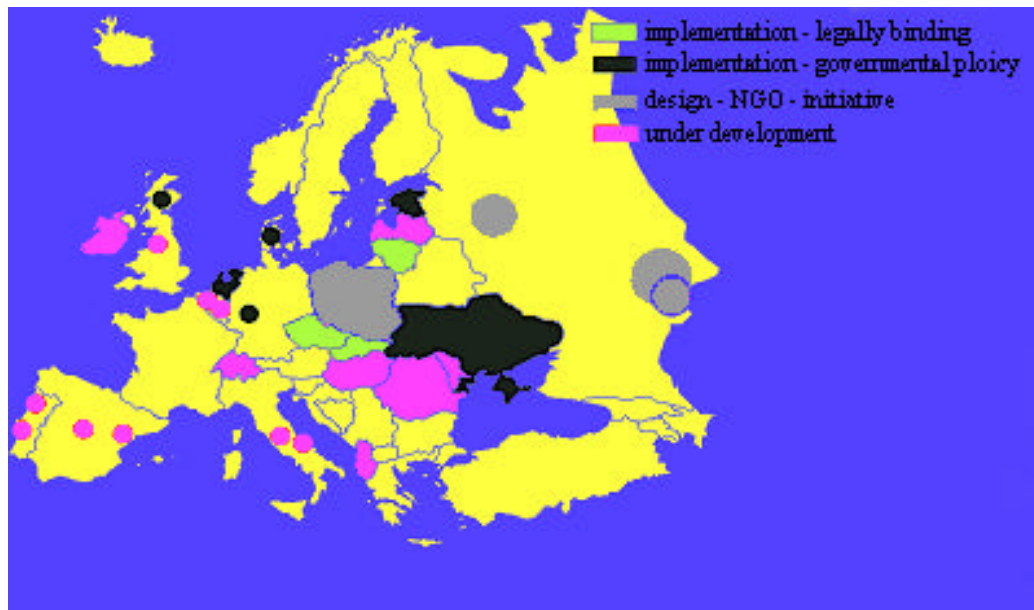 implementation - legally binding
implementation - governmental ploicy
design - NGO - initiative
under development